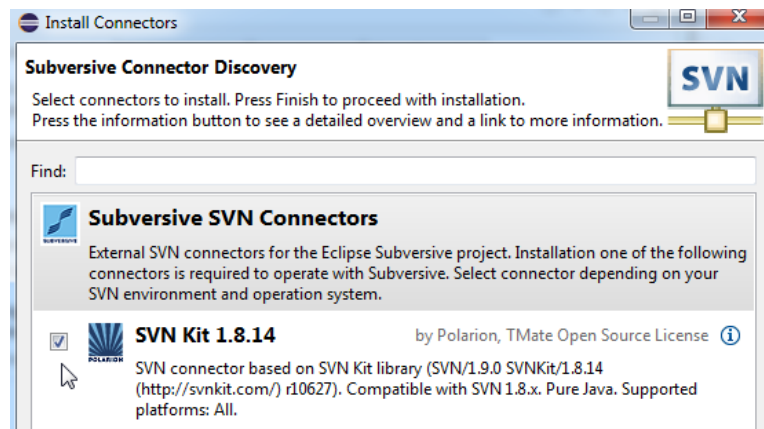 Install Connectors
Subversive Connector Discovery
SVN
Select connectors to install. Press Finish to proceed with installation.
Press the information button to see a detailed overview and a link to more information.
Find:
Subversive SVN Connectors
SUBVERSIVE
External SVN connectors for the Eclipse Subversive project. Installation one of the following
connectors is required to operate with Subversive. Select connector depending on your
SVN environment and operation system.
SVN Kit 1.8.14
by Polarion, TMate Open Source License
POLARION
SVN connector based on SVN Kit library (SVN/1.9.0 SVNKit/1.8.14
(http://svnkit.com/) r10627). Compatible with SVN 1.8.x. Pure Java. Supported
platforms: All.